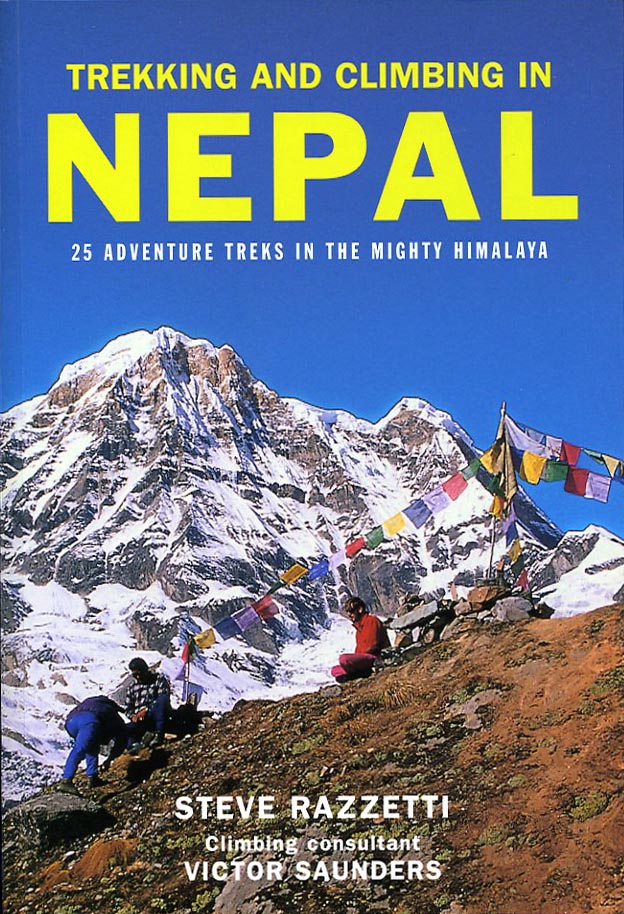 TREKKING AND CLIMBING IN
NEPAL
25 ADVENTURE TREKS IN THE MIGHTY HIMALAYA
STEVE RAZZETTI
Climbing consultant
VICTOR SAUNDERS